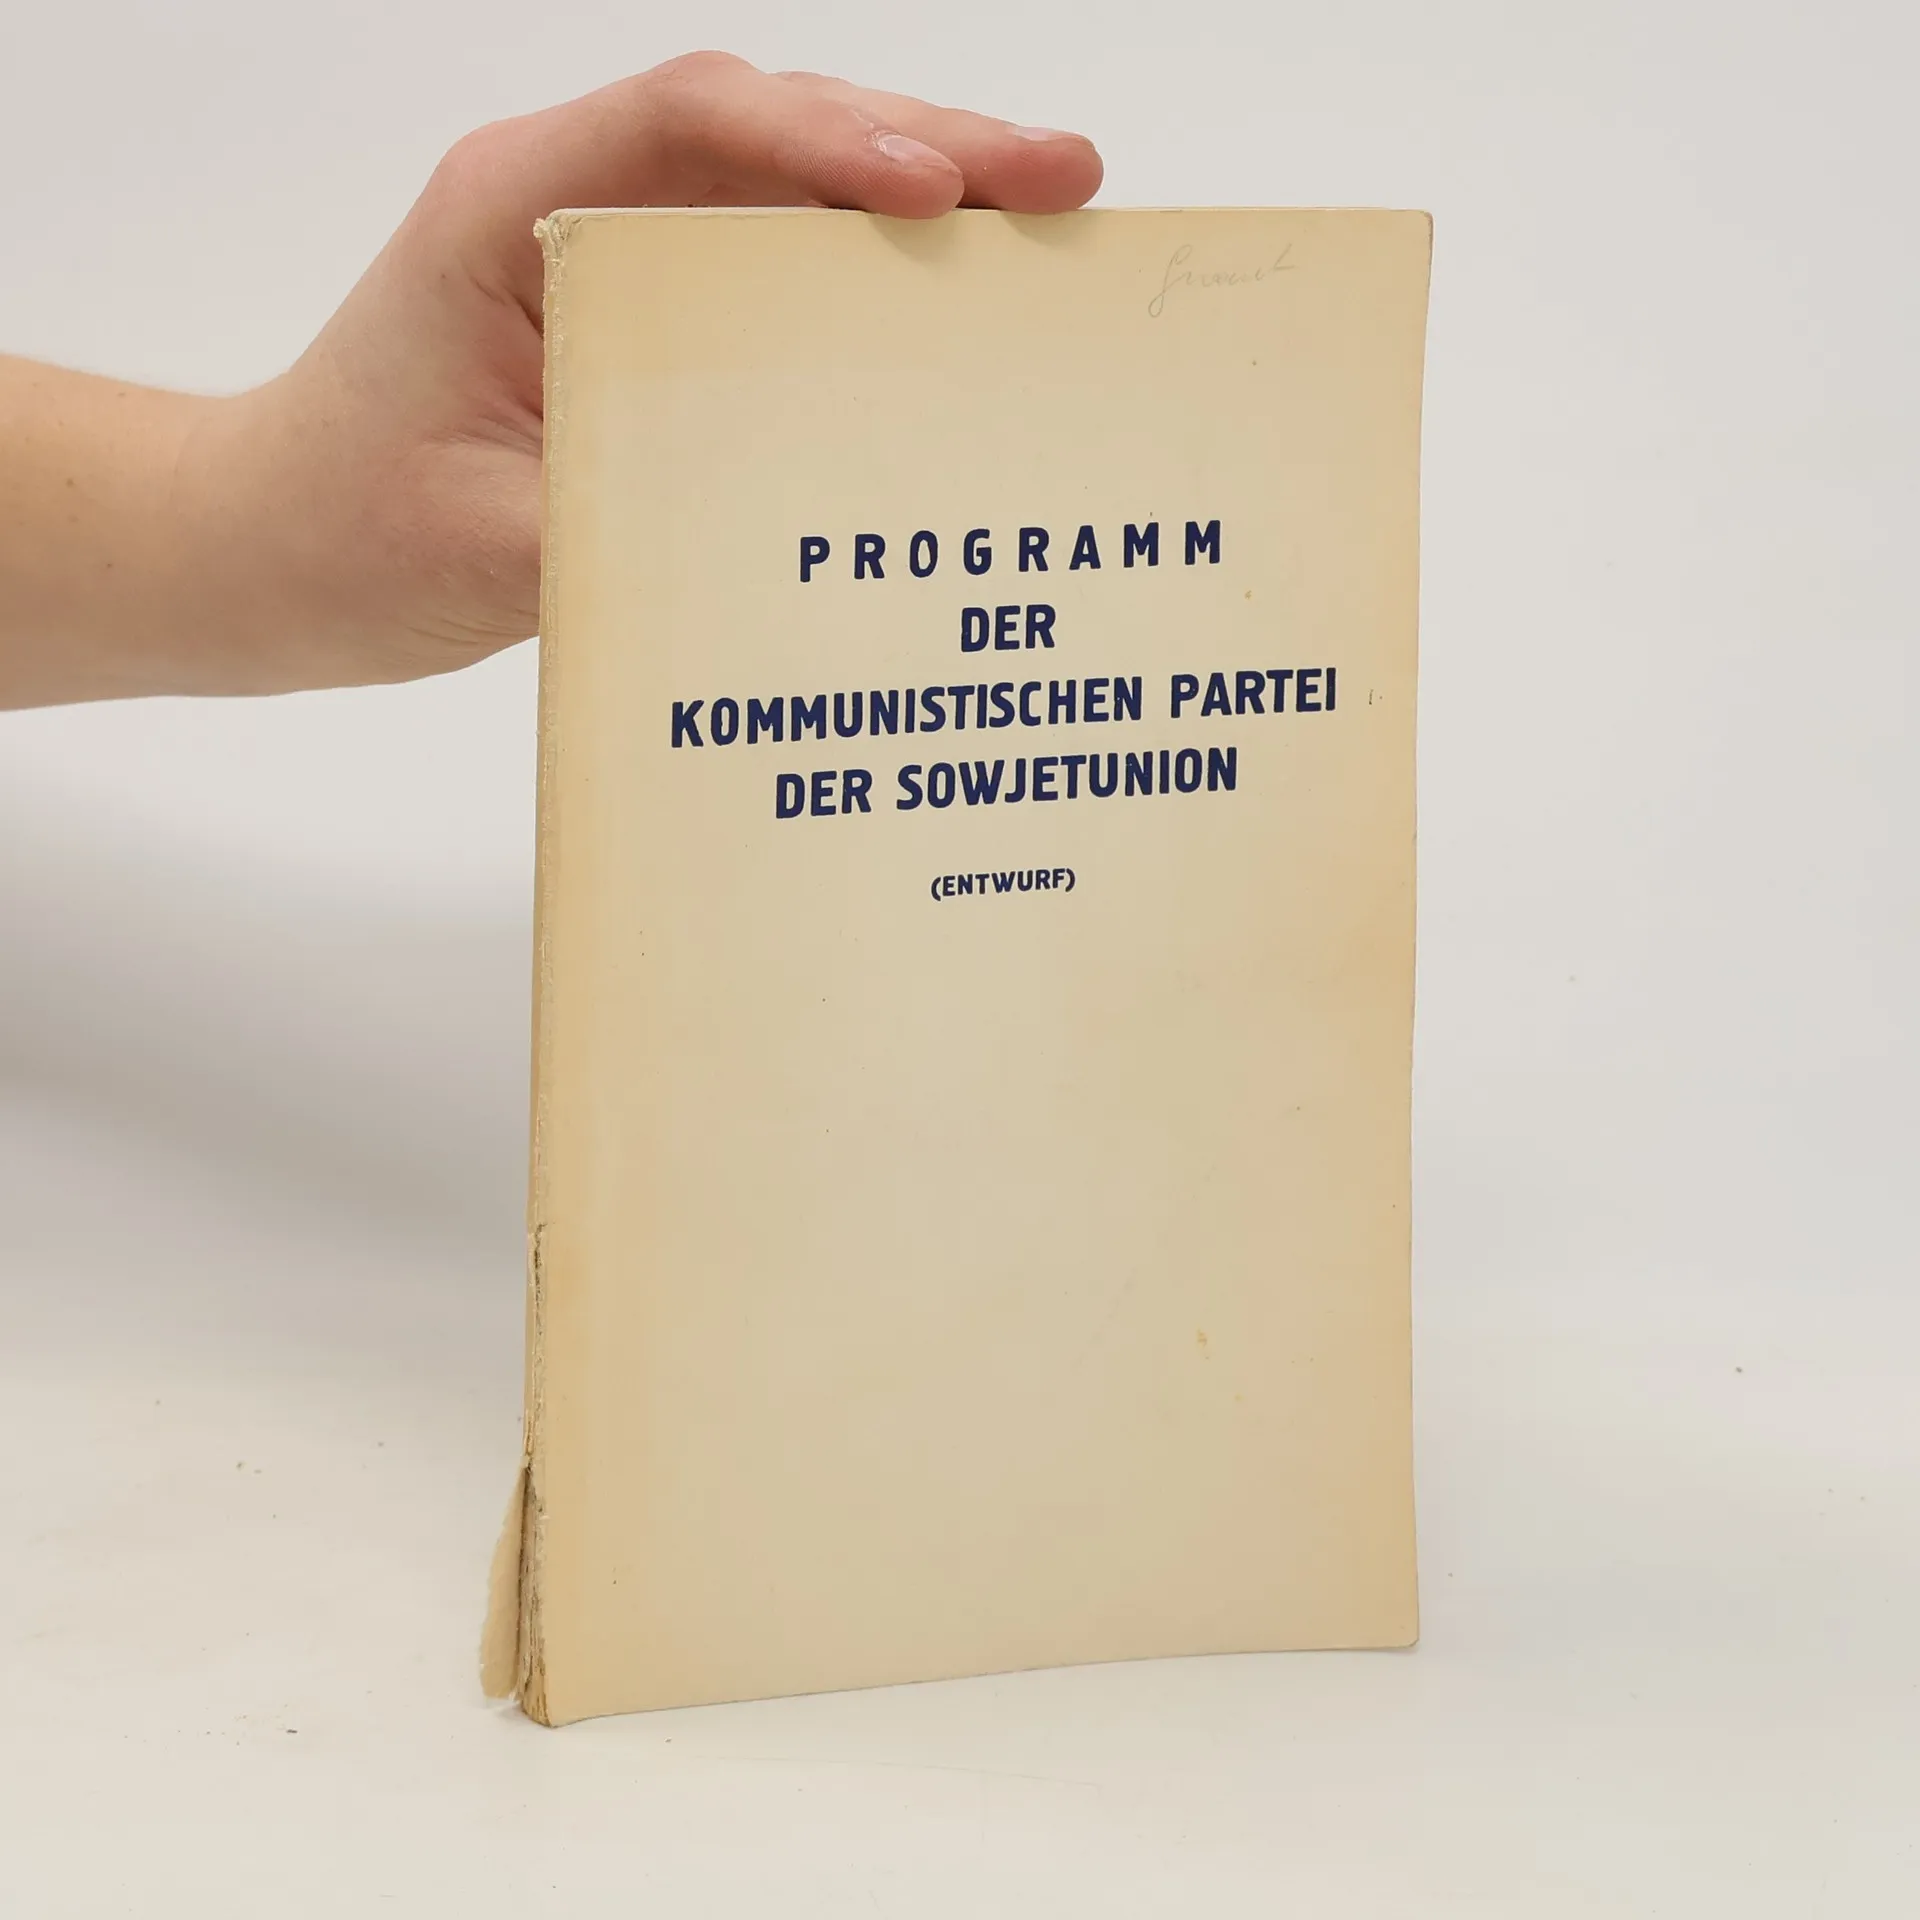 PROGRAMM
DER
KOMMUNISTISCHEN PARTEI
DER SOWJETUNION
(ENTWURF)